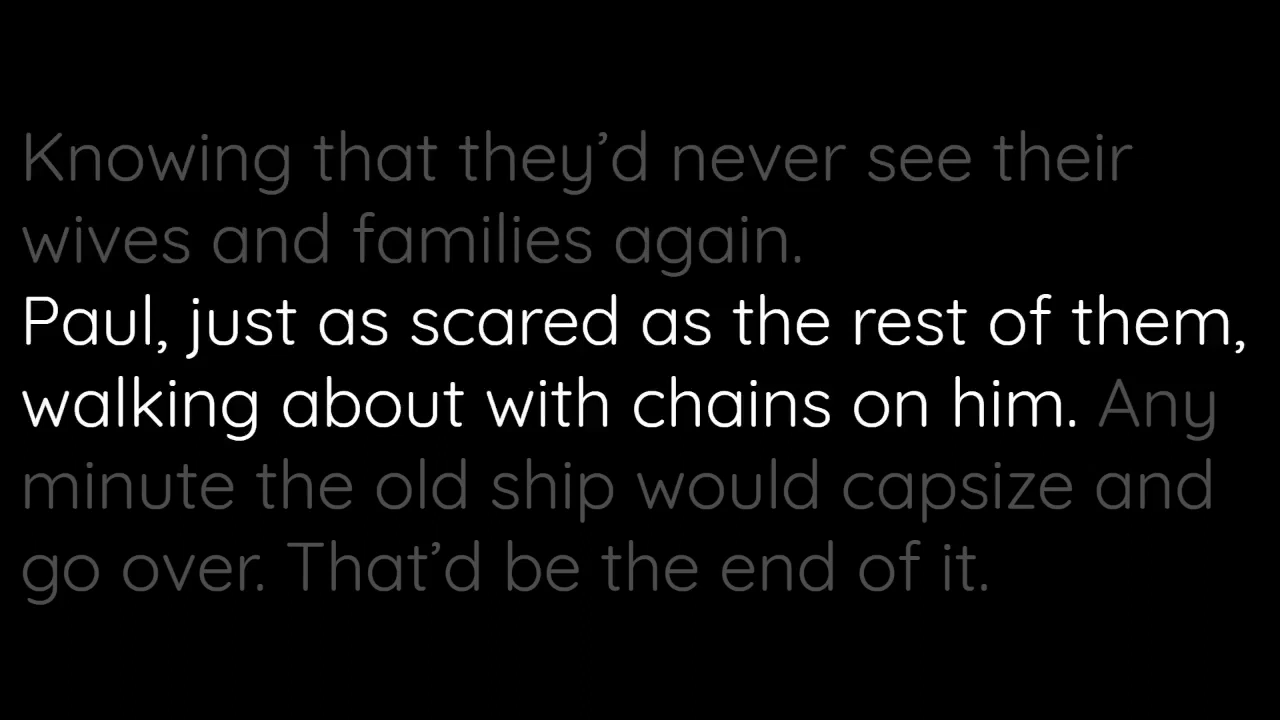 Knowing that they’d never see their
wives and families again.
Paul, just as scared as the rest of them,
walking about with chains on him. Any
minute the old ship would capsize and
go over. That’d be the end of it.